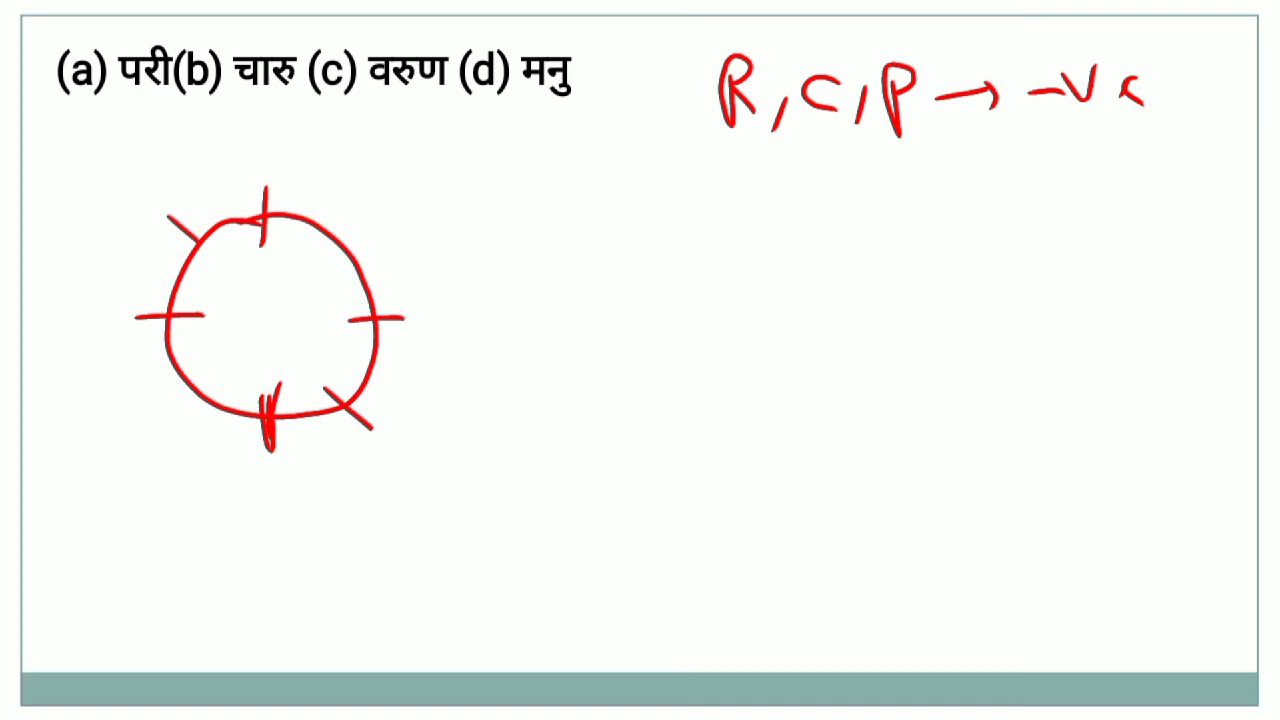 (a) परी(b) चारु (c) वरुण (d) मनु
R, C, P → -ve